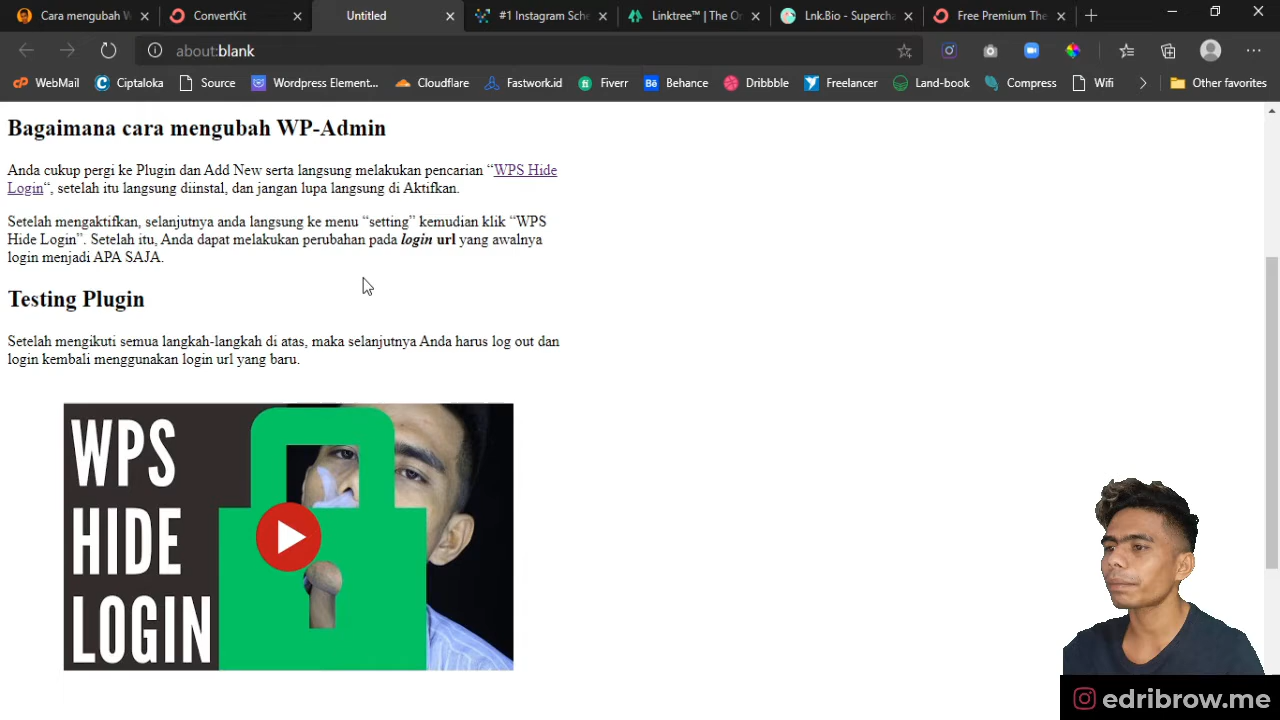 Cara mengubah W
ConvertKit
Untitled
#1 Instagram Sche
Linktree™ | The O
Lnk.Bio - Superch
Free Premium The
about:blank
WebMail
Ciptaloka
Source
Wordpress Element...
Cloudflare
Fastwork.id
Fiverr
Behance
Dribbble
Freelancer
Land-book
Compress
Wifi
Other favorites
Bagaimana cara mengubah WP-Admin
Anda cukup pergi ke Plugin dan Add New serta langsung melakukan pencarian “WPS Hide
Login“, setelah itu langsung diinstal, dan jangan lupa langsung di Aktifkan.
Setelah mengaktifkan, selanjutnya anda langsung ke menu “setting” kemudian klik “WPS
Hide Login”. Setelah itu, Anda dapat melakukan perubahan pada login url yang awalnya
login menjadi APA SAJA.
Testing Plugin
Setelah mengikuti semua langkah-langkah di atas, maka selanjutnya Anda harus log out dan
login kembali menggunakan login url yang baru.
WPS
HIDE
LOGIN
edribrow.me